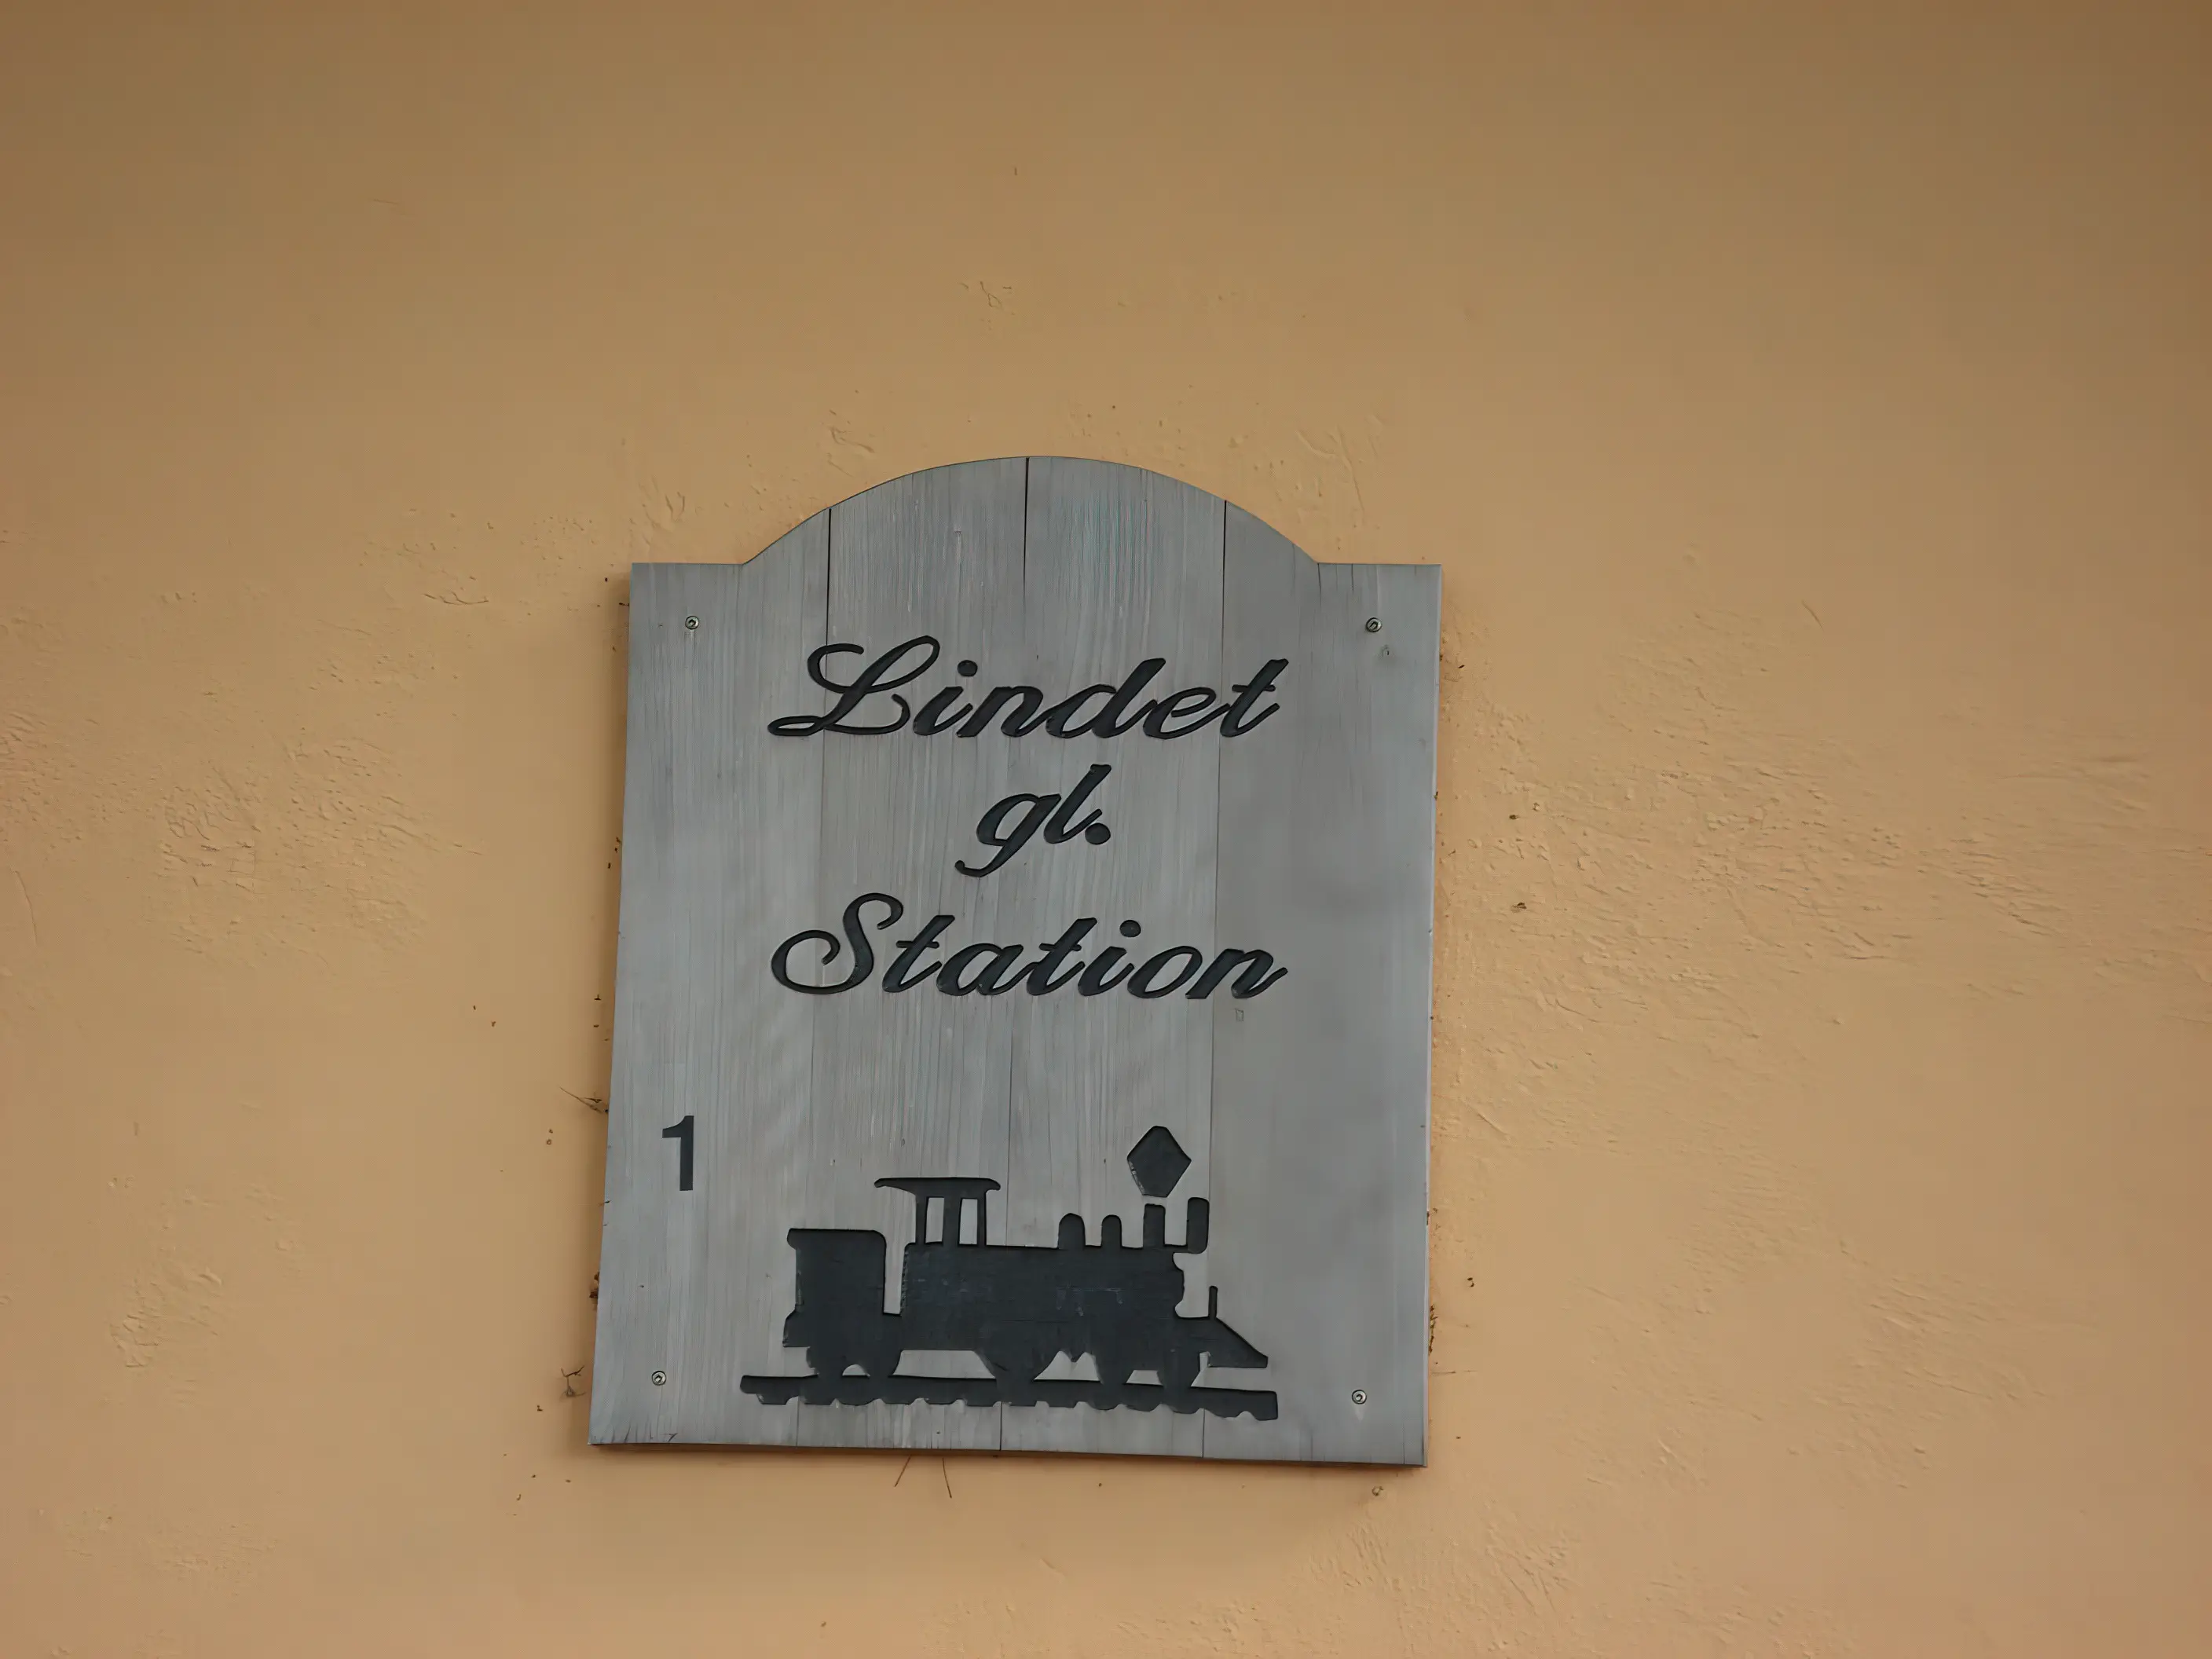 Lindet
gl.
Station
1